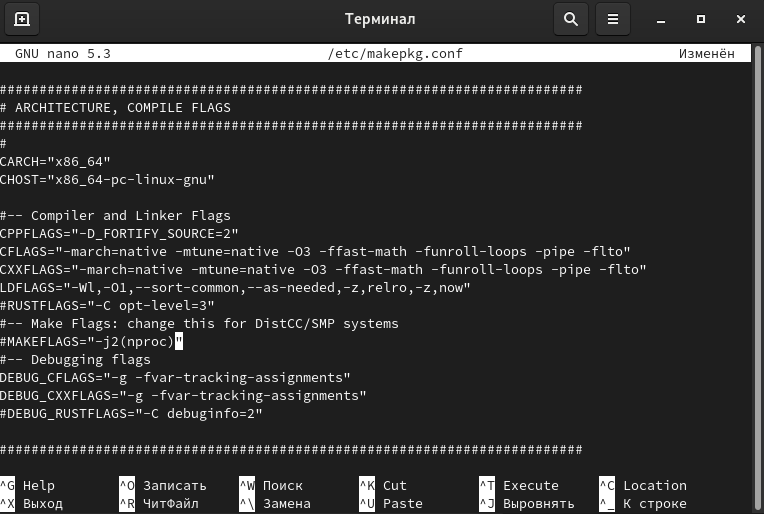 Терминал
GNU nano 5.3 /etc/makepkg.conf Изменён
#########################################################################
# ARCHITECTURE, COMPILE FLAGS
#########################################################################
#
CARCH="x86_64"
CHOST="x86_64-pc-linux-gnu"
#-- Compiler and Linker Flags
CPPFLAGS="-D_FORTIFY_SOURCE=2"
CFLAGS="-march=native -mtune=native -O3 -ffast-math -funroll-loops -pipe -flto"
CXXFLAGS="-march=native -mtune=native -O3 -ffast-math -funroll-loops -pipe -flto"
LDFLAGS="-Wl,-O1,--sort-common,--as-needed,-z,relro,-z,now"
#RUSTFLAGS="-C opt-level=3"
#-- Make Flags: change this for DistCC/SMP systems
#MAKEFLAGS="-j2(nproc)"
#-- Debugging flags
DEBUG_CFLAGS="-g -fvar-tracking-assignments"
DEBUG_CXXFLAGS="-g -fvar-tracking-assignments"
#DEBUG_RUSTFLAGS="-C debuginfo=2"
#########################################################################
^G Help ^O Записать ^W Поиск ^K Cut ^T Execute ^C Location
^X Выход ^R ЧитФайл ^\ Замена ^U Paste ^J Выровнять ^_ К строке